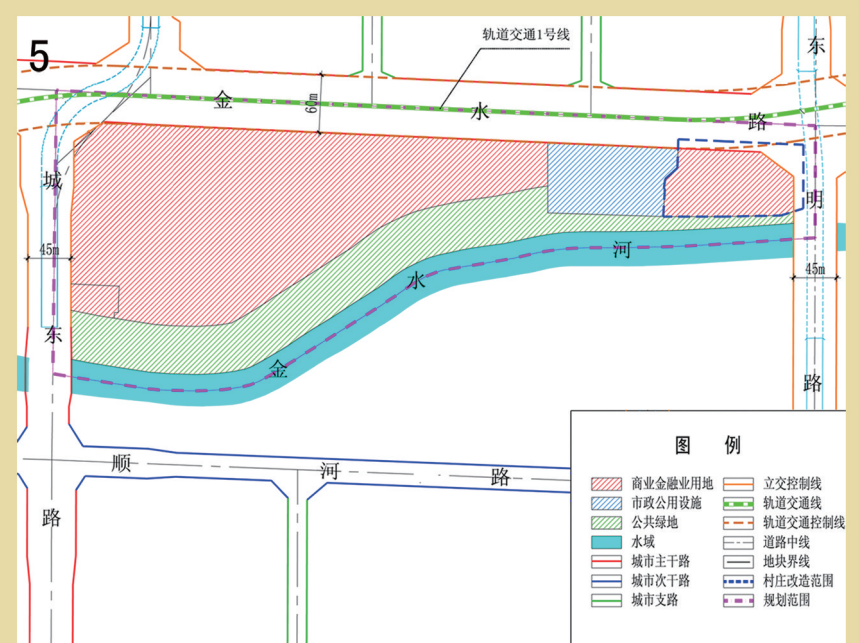 5
轨道交通1号线
金水路
60m
城东路
45m
东明路
45m
金水河
顺河路
图 例
商业金融业用地
市政公用设施
公共绿地
水域
城市主干路
城市次干路
城市支路
立交控制线
轨道交通线
轨道交通控制线
道路中线
地块界线
村庄改造范围
规划范围